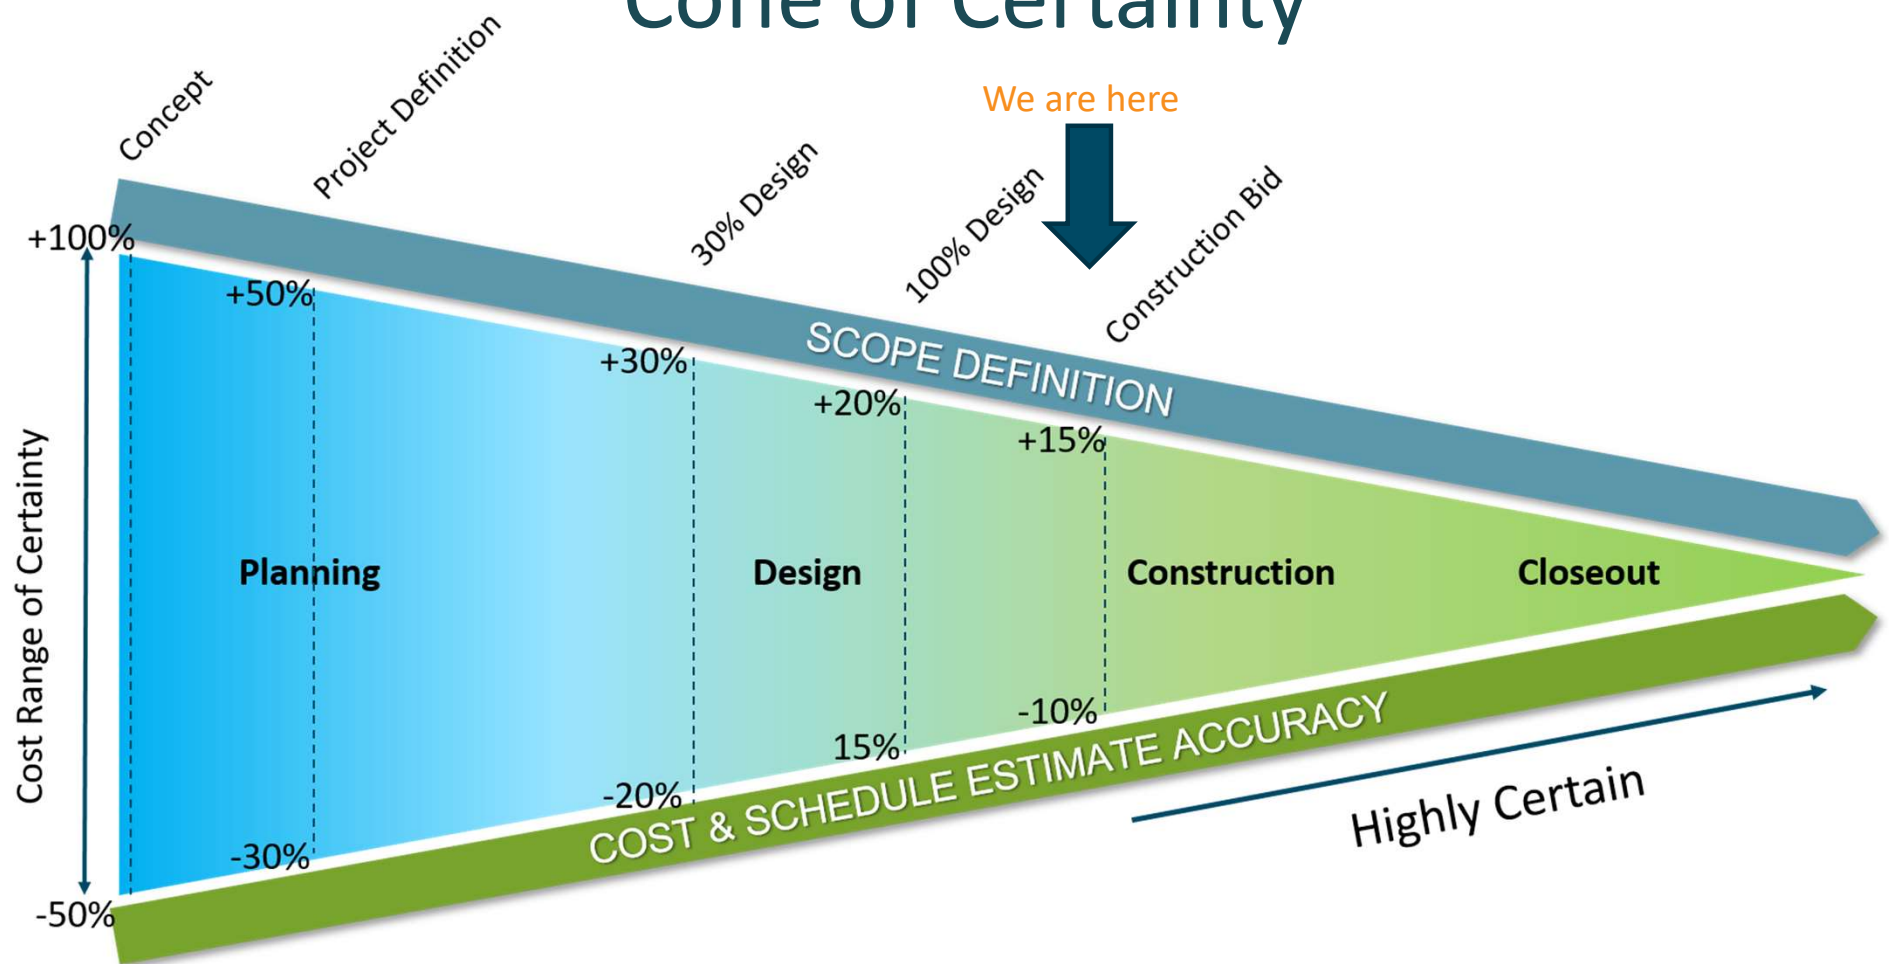 Cone of Certainty
We are here
Concept
Project Definition
30% Design
100% Design
Construction Bid
+100%
+50%
+30%
+20%
+15%
SCOPE DEFINITION
Cost Range of Certainty
Planning
Design
Construction
Closeout
-10%
15%
-20%
-30%
-50%
COST & SCHEDULE ESTIMATE ACCURACY
Highly Certain